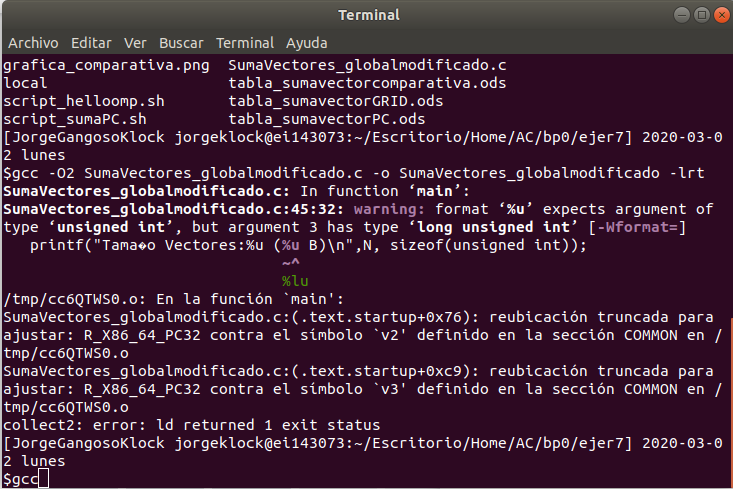 Terminal
Archivo Editar Ver Buscar Terminal Ayuda
grafica_comparativa.png  SumaVectores_globalmodificado.c
local                    tabla_sumavectorcomparativa.ods
script_helloomp.sh       tabla_sumavectorGRID.ods
script_sumaPC.sh         tabla_sumavectorPC.ods
[JorgeGangosoKlock jorgeklock@ei143073:~/Escritorio/Home/AC/bp0/ejer7] 2020-03-0
2 lunes
$gcc -O2 SumaVectores_globalmodificado.c -o SumaVectores_globalmodificado -lrt
SumaVectores_globalmodificado.c: In function ‘main’:
SumaVectores_globalmodificado.c:45:32: warning: format ‘%u’ expects argument of
type ‘unsigned int’, but argument 3 has type ‘long unsigned int’ [-Wformat=]
   printf("Tama�o Vectores:%u (%u B)\n",N, sizeof(unsigned int));
                               ~^
                               %lu
/tmp/cc6QTWS0.o: En la función `main':
SumaVectores_globalmodificado.c:(.text.startup+0x76): reubicación truncada para
ajustar: R_X86_64_PC32 contra el símbolo `v2' definido en la sección COMMON en /
tmp/cc6QTWS0.o
SumaVectores_globalmodificado.c:(.text.startup+0xc9): reubicación truncada para
ajustar: R_X86_64_PC32 contra el símbolo `v3' definido en la sección COMMON en /
tmp/cc6QTWS0.o
collect2: error: ld returned 1 exit status
[JorgeGangosoKlock jorgeklock@ei143073:~/Escritorio/Home/AC/bp0/ejer7] 2020-03-0
2 lunes
$gcc